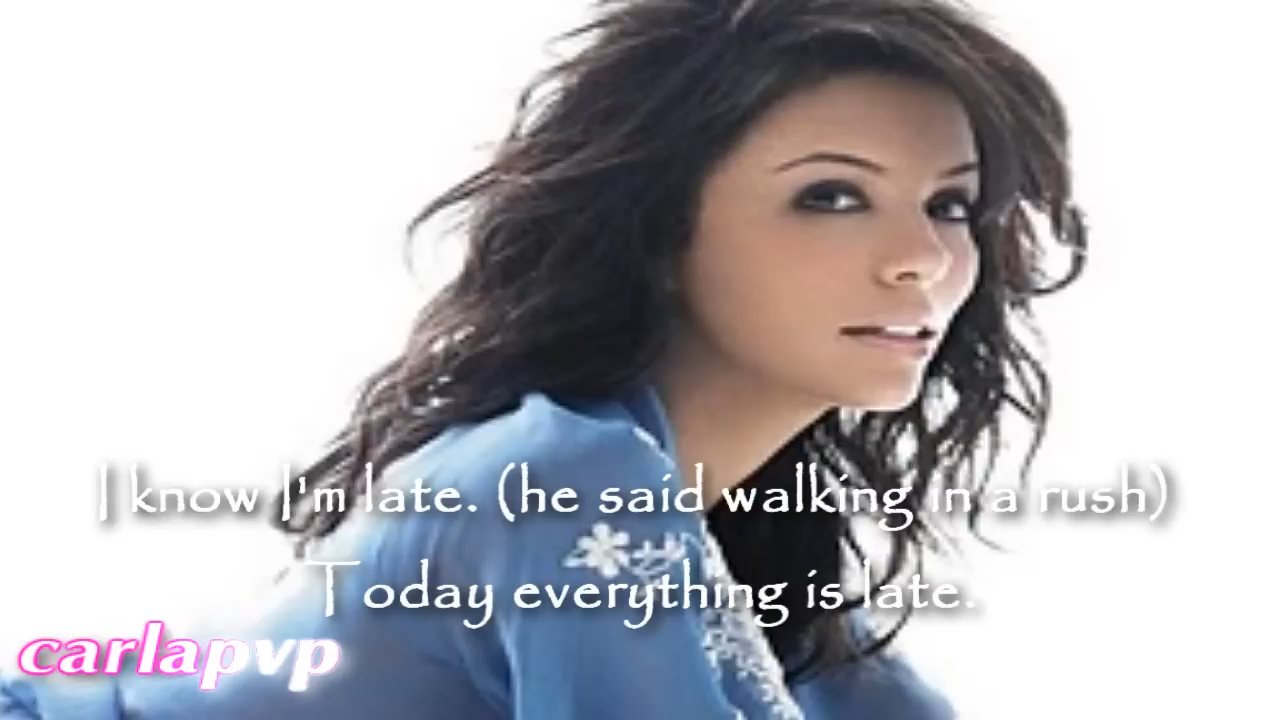 I know I'm late. (he said walking in a rush)
Today everything is late.
carlapvp